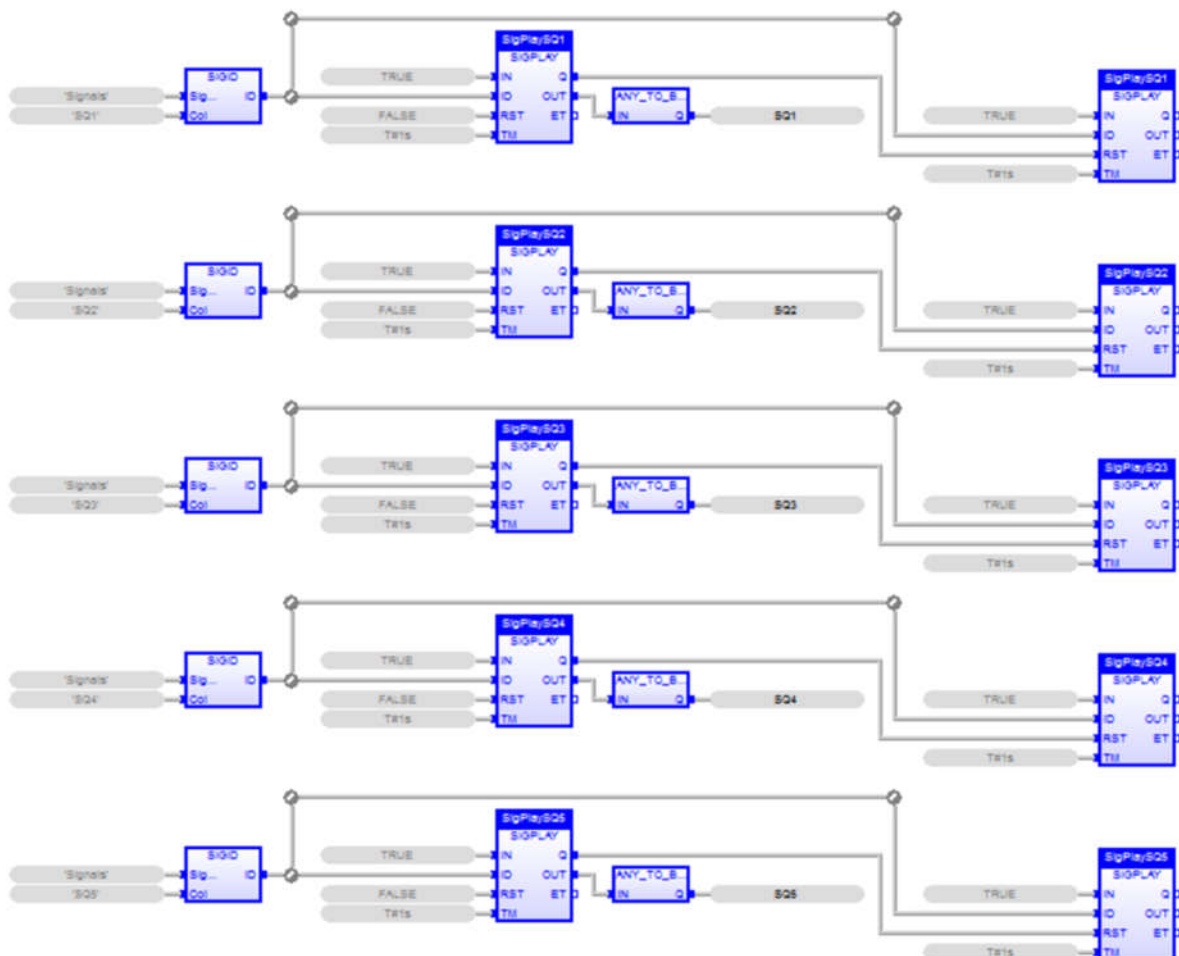 SigPlaySQ1
SIGID SIGPLAY SigPlaySQ1
TRUE IN Q SIGPLAY
'Signals' Sig... ID ID OUT ANY_TO_B... TRUE IN Q
'SQ1' Col FALSE RST ET IN Q SQ1 ID OUT
T#1s TM RST ET
T#1s TM
SigPlaySQ2
SIGID SIGPLAY SigPlaySQ2
TRUE IN Q SIGPLAY
'Signals' Sig... ID ID OUT ANY_TO_B... TRUE IN Q
'SQ2' Col FALSE RST ET IN Q SQ2 ID OUT
T#1s TM RST ET
T#1s TM
SigPlaySQ3
SIGID SIGPLAY SigPlaySQ3
TRUE IN Q SIGPLAY
'Signals' Sig... ID ID OUT ANY_TO_B... TRUE IN Q
'SQ3' Col FALSE RST ET IN Q SQ3 ID OUT
T#1s TM RST ET
T#1s TM
SigPlaySQ4
SIGID SIGPLAY SigPlaySQ4
TRUE IN Q SIGPLAY
'Signals' Sig... ID ID OUT ANY_TO_B... TRUE IN Q
'SQ4' Col FALSE RST ET IN Q SQ4 ID OUT
T#1s TM RST ET
T#1s TM
SigPlaySQ5
SIGID SIGPLAY SigPlaySQ5
TRUE IN Q SIGPLAY
'Signals' Sig... ID ID OUT ANY_TO_B... TRUE IN Q
'SQ5' Col FALSE RST ET IN Q SQ5 ID OUT
T#1s TM RST ET
T#1s TM